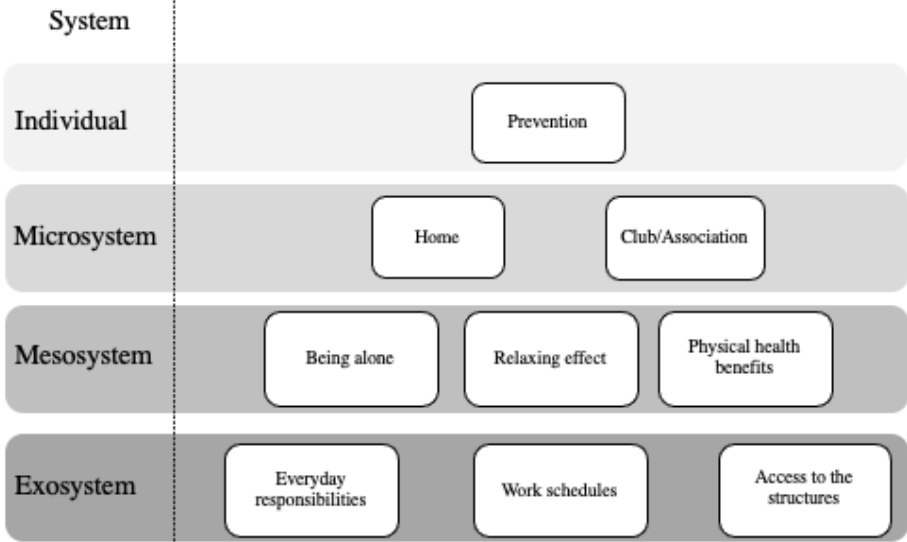 System
Individual
Prevention
Microsystem
Home
Club/Association
Mesosystem
Being alone
Relaxing effect
Physical health
benefits
Exosystem
Everyday
responsibilities
Work schedules
Access to the
structures